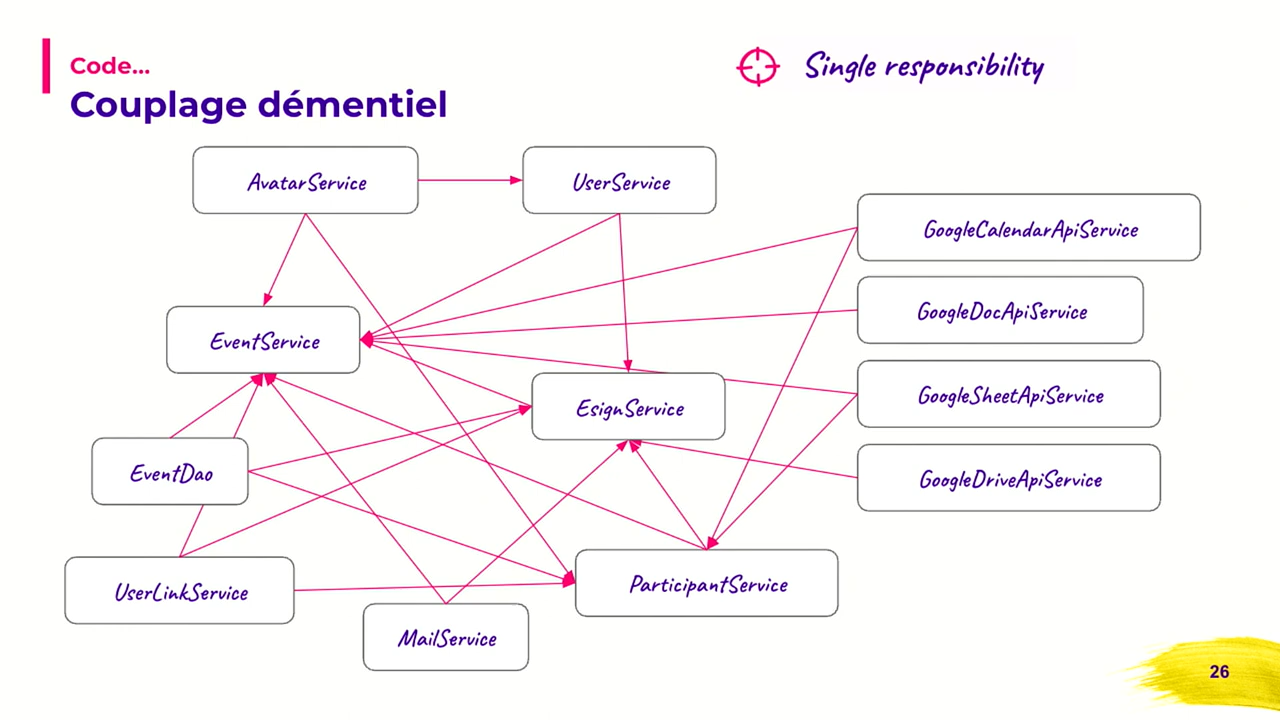 Code...
Couplage démentiel
Single responsibility
AvatarService
UserService
GoogleCalendarApiService
GoogleDocApiService
EventService
GoogleSheetApiService
EsignService
EventDao
GoogleDriveApiService
UserLinkService
ParticipantService
MailService
26